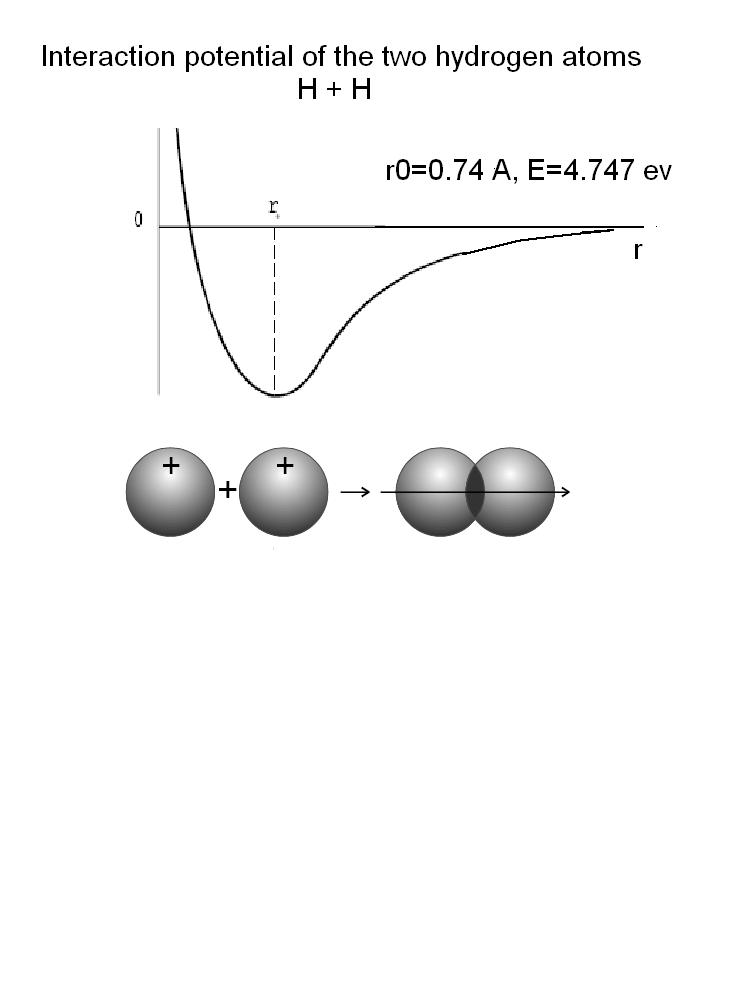 Interaction potential of the two hydrogen atoms
H + H
r0=0.74 A, E=4.747 ev
r
0
r
+ +
+